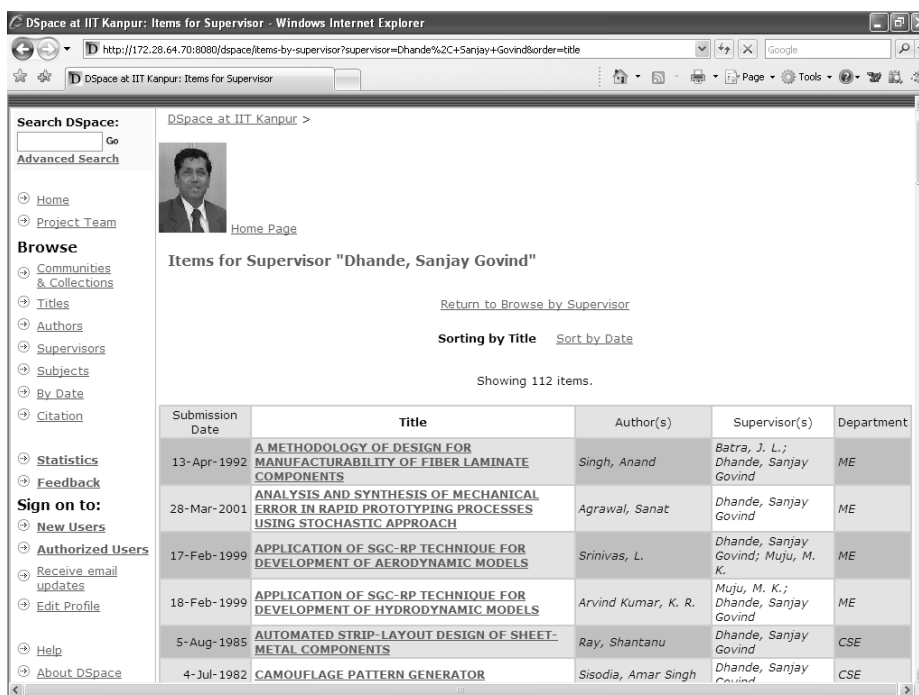 DSpace at IIT Kanpur: Items for Supervisor - Windows Internet Explorer
http://172.28.64.70:8080/dspace/items-by-supervisor?supervisor=Dhande%2C+Sanjay+Govind&order=title
Google
DSpace at IIT Kanpur: Items for Supervisor
Page
Tools
Search DSpace:
Go
Advanced Search
Home
Project Team
Browse
Communities
& Collections
Titles
Authors
Supervisors
Subjects
By Date
Citation
Statistics
Feedback
Sign on to:
New Users
Authorized Users
Receive email
updates
Edit Profile
Help
About DSpace
DSpace at IIT Kanpur >
Home Page
Items for Supervisor "Dhande, Sanjay Govind"
Return to Browse by Supervisor
Sorting by Title Sort by Date
Showing 112 items.
Submission
Date
Title
Author(s)
Supervisor(s)
Department
13-Apr-1992
A METHODOLOGY OF DESIGN FOR
MANUFACTURABILITY OF FIBER LAMINATE
COMPONENTS
Singh, Anand
Batra, J. L.;
Dhande, Sanjay
Govind
ME
28-Mar-2001
ANALYSIS AND SYNTHESIS OF MECHANICAL
ERROR IN RAPID PROTOTYPING PROCESSES
USING STOCHASTIC APPROACH
Agrawal, Sanat
Dhande, Sanjay
Govind
ME
17-Feb-1999
APPLICATION OF SGC-RP TECHNIQUE FOR
DEVELOPMENT OF AERODYNAMIC MODELS
Srinivas, L.
Dhande, Sanjay
Govind; Muju, M.
K.
ME
18-Feb-1999
APPLICATION OF SGC-RP TECHNIQUE FOR
DEVELOPMENT OF HYDRODYNAMIC MODELS
Arvind Kumar, K. R.
Muju, M. K.;
Dhande, Sanjay
Govind
ME
5-Aug-1985
AUTOMATED STRIP-LAYOUT DESIGN OF SHEET-
METAL COMPONENTS
Ray, Shantanu
Dhande, Sanjay
Govind
CSE
4-Jul-1982
CAMOUFLAGE PATTERN GENERATOR
Sisodia, Amar Singh
Dhande, Sanjay
Govind
CSE